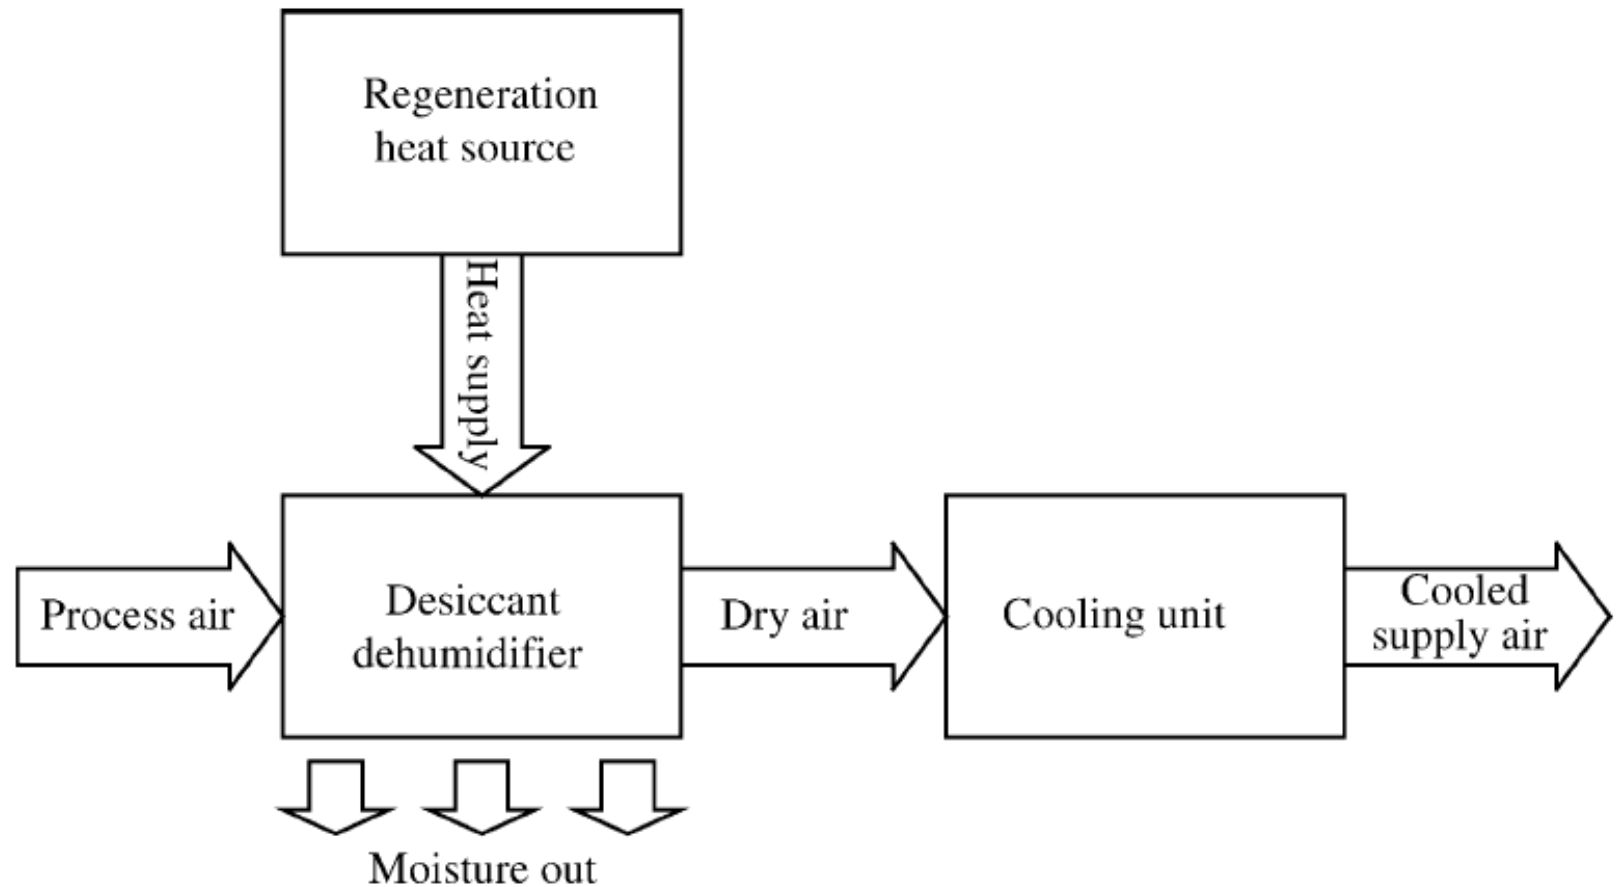 Regeneration
heat source
Heat supply
Process air
Desiccant
dehumidifier
Dry air
Cooling unit
Cooled
supply air
Moisture out